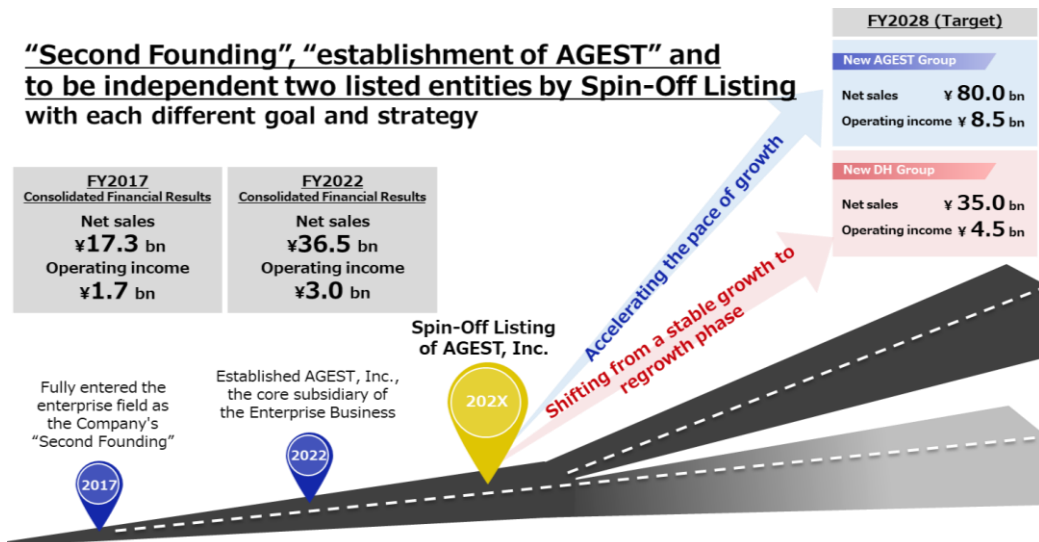 “Second Founding”, “establishment of AGEST” and
to be independent two listed entities by Spin-Off Listing
with each different goal and strategy
FY2017
Consolidated Financial Results
Net sales
¥17.3 bn
Operating income
¥1.7 bn
FY2022
Consolidated Financial Results
Net sales
¥36.5 bn
Operating income
¥3.0 bn
FY2028 (Target)
New AGEST Group
Net sales ¥ 80.0 bn
Operating income ¥ 8.5 bn
New DH Group
Net sales ¥ 35.0 bn
Operating income ¥ 4.5 bn
Accelerating the pace of growth
Shifting from a stable growth to
regrowth phase
Spin-Off Listing
of AGEST, Inc.
202X
Fully entered the
enterprise field as
the Company's
“Second Founding”
2017
Established AGEST, Inc.,
the core subsidiary of
the Enterprise Business
2022